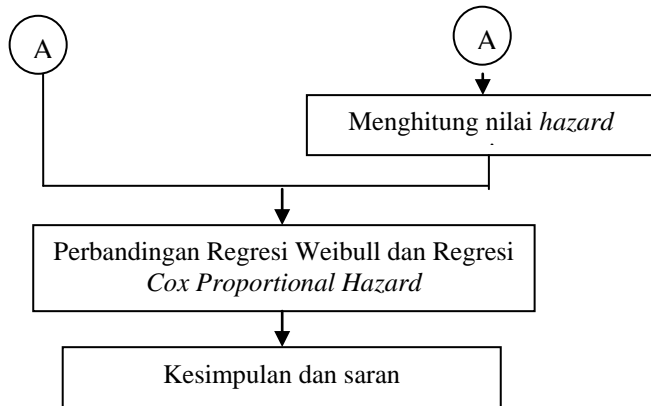 A
A
Menghitung nilai hazard
.
Perbandingan Regresi Weibull dan Regresi
Cox Proportional Hazard
Kesimpulan dan saran